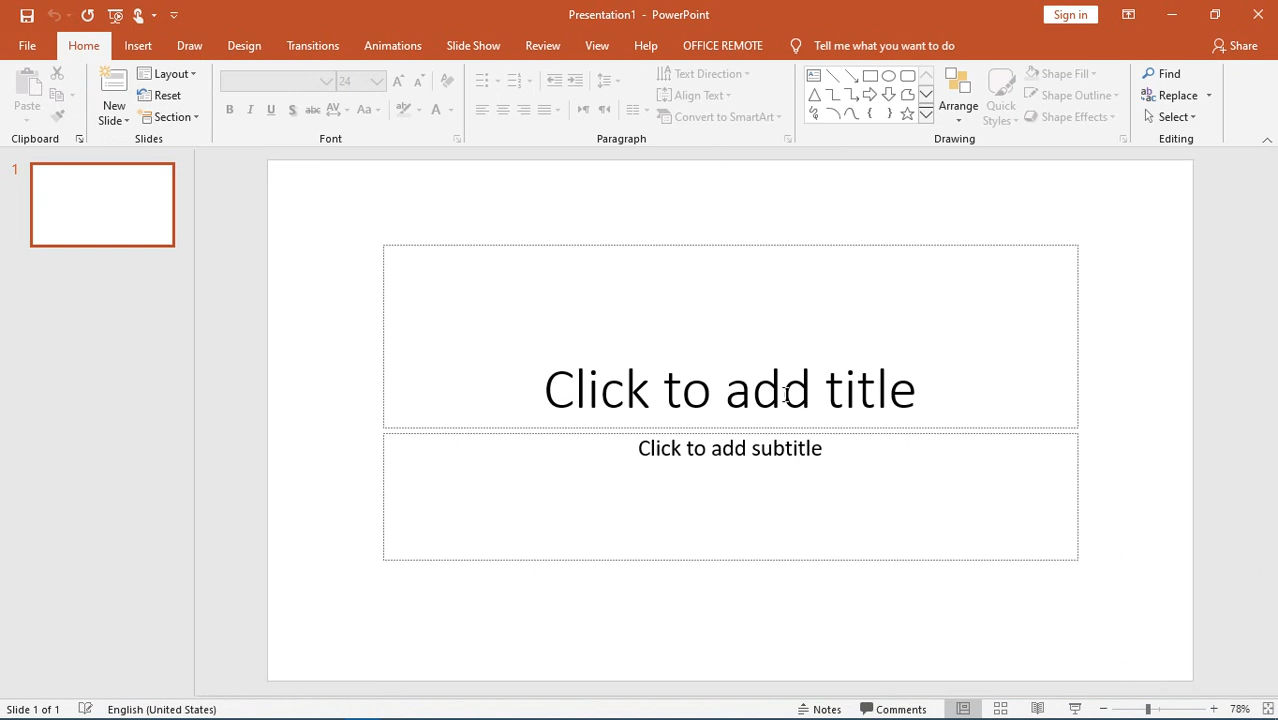 Presentation1 - PowerPoint
Sign in
File Home Insert Draw Design Transitions Animations Slide Show Review View Help OFFICE REMOTE Tell me what you want to do Share
Paste
New Slide
Layout
Reset
Section
24
B I U S abc AV Aa A
Text Direction
Align Text
Convert to SmartArt
Arrange
Quick Styles
Shape Fill
Shape Outline
Shape Effects
Find
Replace
Select
Clipboard Slides Font Paragraph Drawing Editing
1
Click to add title
Click to add subtitle
Slide 1 of 1 English (United States) Notes Comments 78%